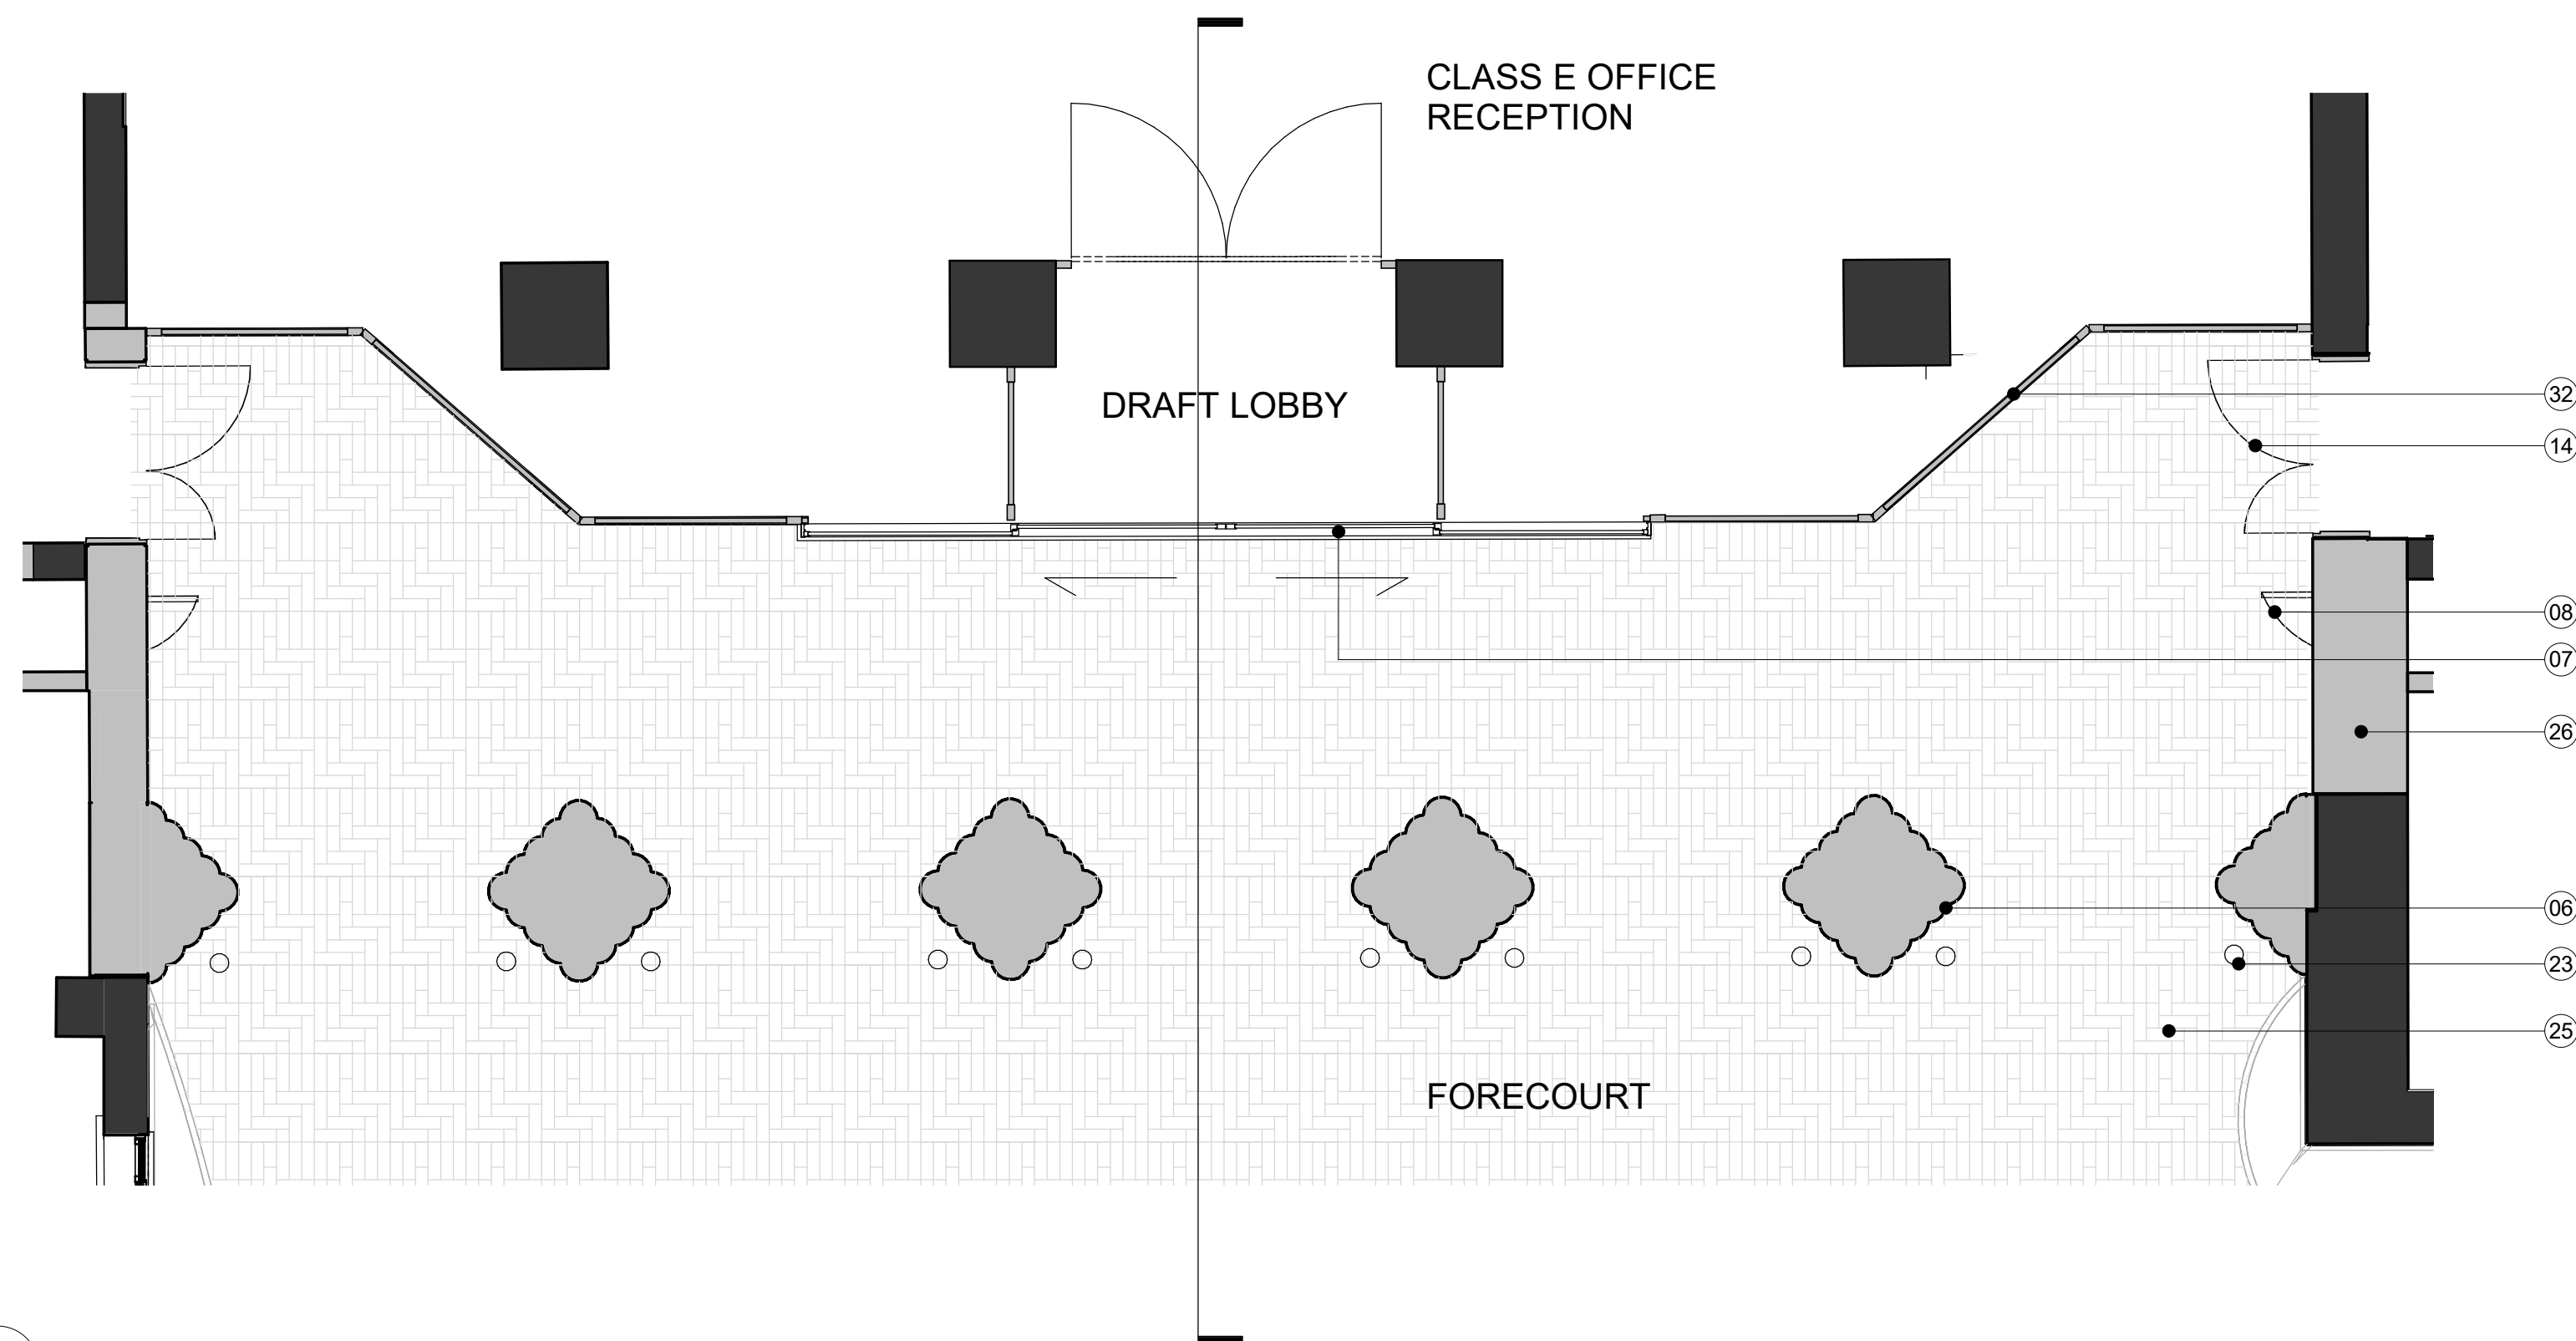 CLASS E OFFICE
RECEPTION
DRAFT LOBBY
32
14
08
07
26
06
23
25
FORECOURT